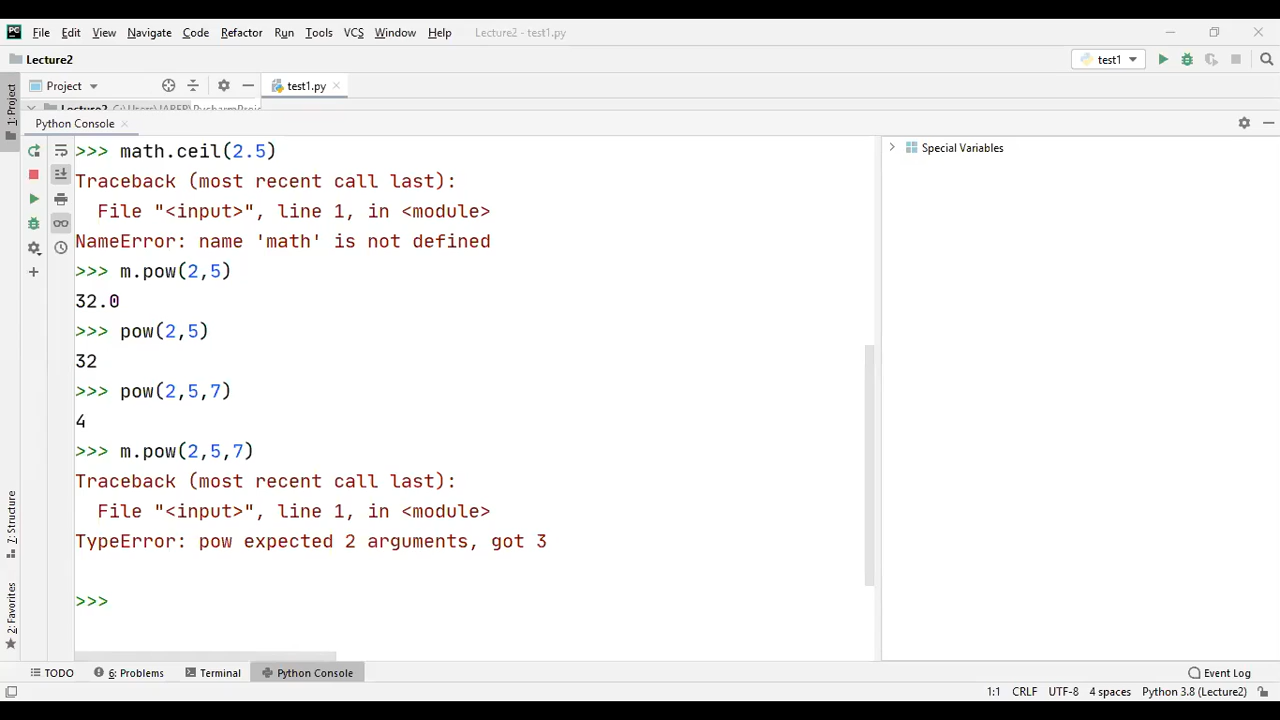 PC File Edit View Navigate Code Refactor Run Tools VCS Window Help Lecture2 - test1.py
Lecture2 test1
Project test1.py
1: Project
Lecture2 C:\Users\JABER\PycharmProj
Python Console
>>> math.ceil(2.5)
Traceback (most recent call last):
File "<input>", line 1, in <module>
NameError: name 'math' is not defined
>>> m.pow(2,5)
32.0
>>> pow(2,5)
32
>>> pow(2,5,7)
4
>>> m.pow(2,5,7)
Traceback (most recent call last):
File "<input>", line 1, in <module>
TypeError: pow expected 2 arguments, got 3
>>>
Special Variables
7: Structure
2: Favorites
TODO 6: Problems Terminal Python Console Event Log
1:1 CRLF UTF-8 4 spaces Python 3.8 (Lecture2)